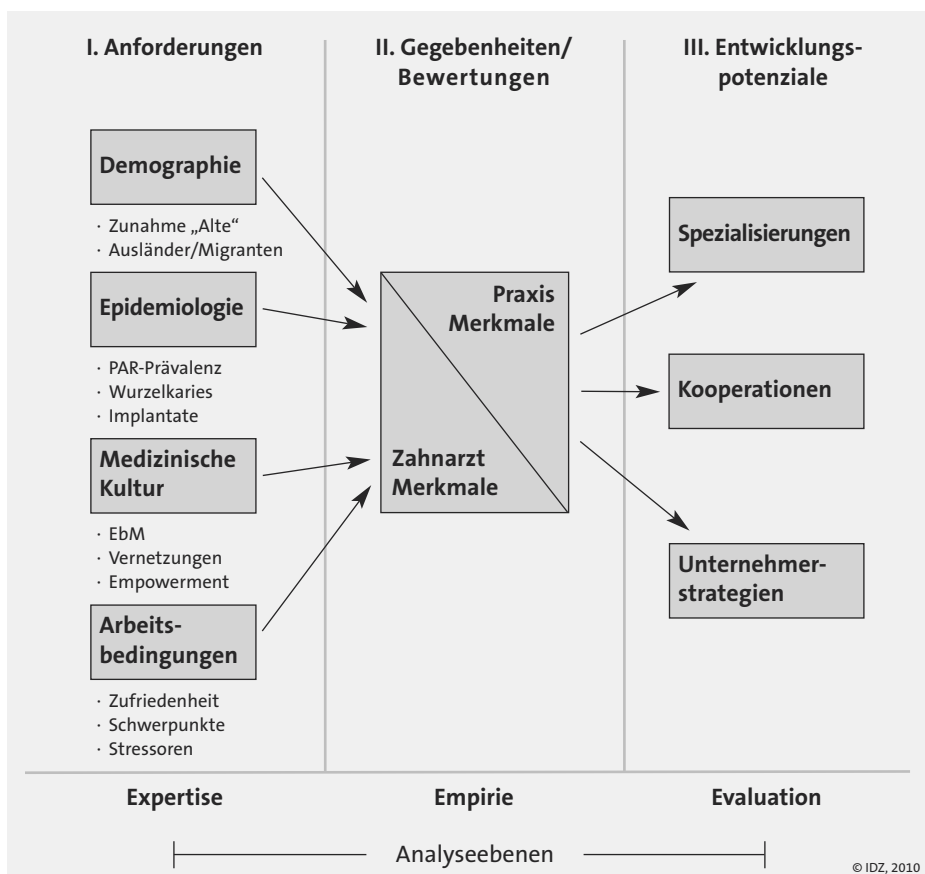 I. Anforderungen
Demographie
· Zunahme „Alte“
· Ausländer/Migranten
Epidemiologie
· PAR-Prävalenz
· Wurzelkaries
· Implantate
Medizinische
Kultur
· EbM
· Vernetzungen
· Empowerment
Arbeits-
bedingungen
· Zufriedenheit
· Schwerpunkte
· Stressoren
Expertise
II. Gegebenheiten/
Bewertungen
Praxis
Merkmale
Zahnarzt
Merkmale
Empirie
III. Entwicklungs-
potenziale
Spezialisierungen
Kooperationen
Unternehmer-
strategien
Evaluation
Analyseebenen
© IDZ, 2010